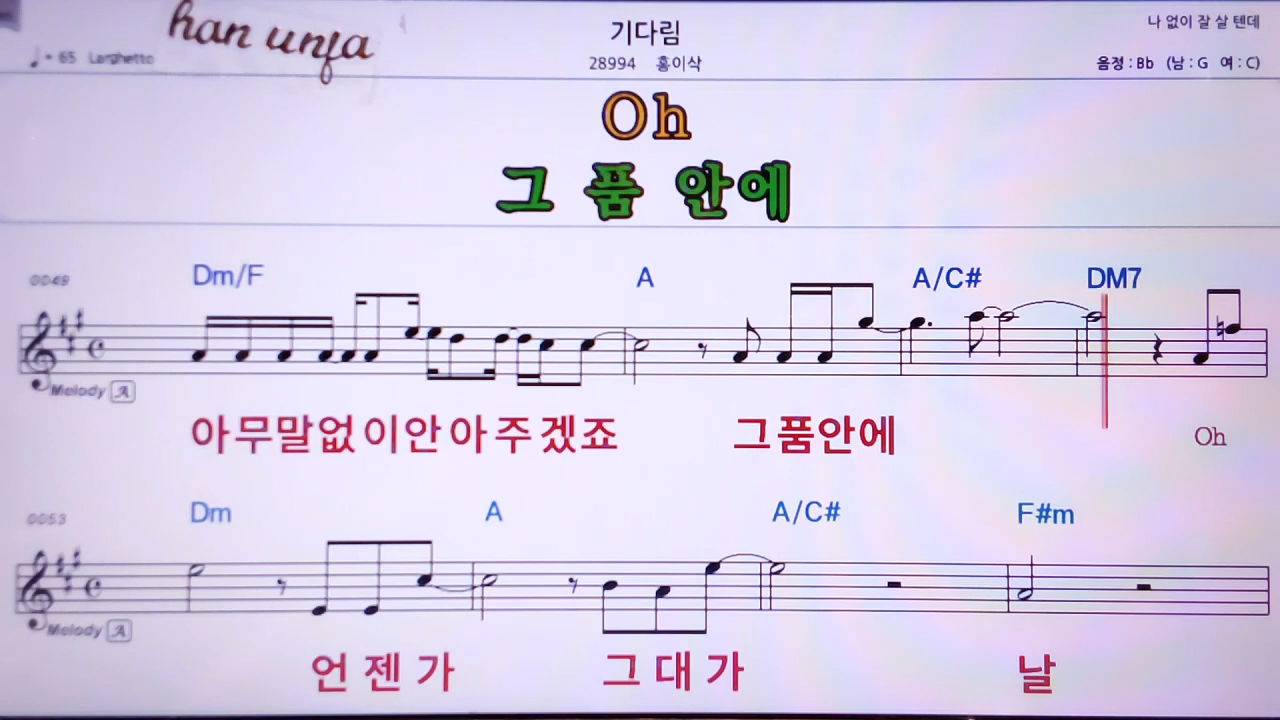 han unja
기다림
나 없이 잘 살 텐데
♩= 65 Larghetto
28994 홍이삭
음정 : Bb (남 : G 여 : C)
Oh
그 품 안에
0049 Dm/F A A/C# DM7
Melody A
아무말없이안아주겠죠 그품안에 Oh
0053 Dm A A/C# F#m
Melody A
언젠가 그대가 날